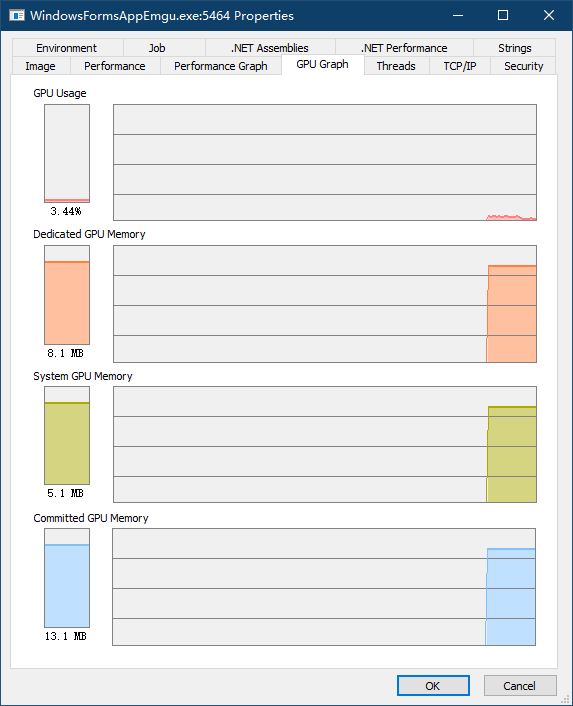 WindowsFormsAppEmgu.exe:5464 Properties
Environment Job .NET Assemblies .NET Performance Strings
Image Performance Performance Graph GPU Graph Threads TCP/IP Security
GPU Usage
3.44%
Dedicated GPU Memory
8.1 MB
System GPU Memory
5.1 MB
Committed GPU Memory
13.1 MB
OK Cancel